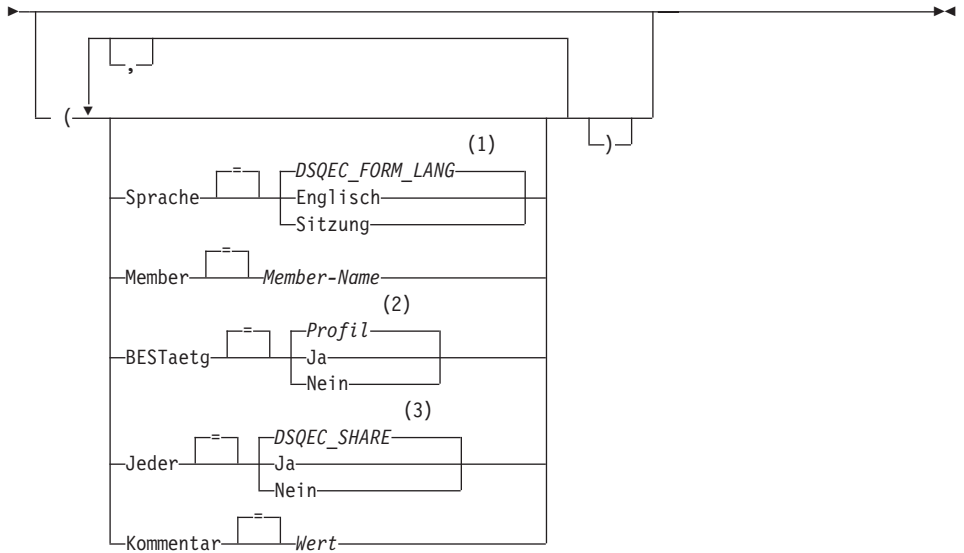 ,
(
)
(1)
Sprache = DSQEC_FORM_LANG
Englisch
Sitzung
Member = Member-Name
(2)
BESTaetg = Profil
Ja
Nein
(3)
Jeder = DSQEC_SHARE
Ja
Nein
Kommentar = Wert